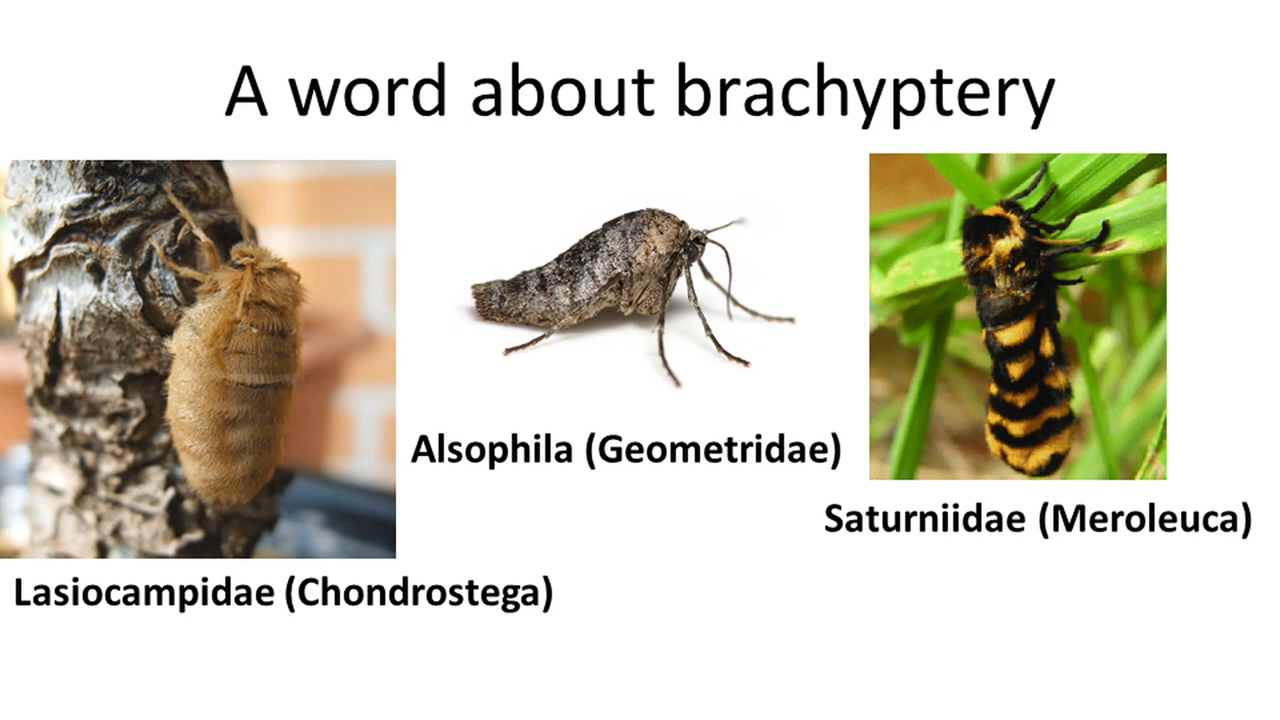 A word about brachyptery
Alsophila (Geometridae)
Saturniidae (Meroleuca)
Lasiocampidae (Chondrostega)